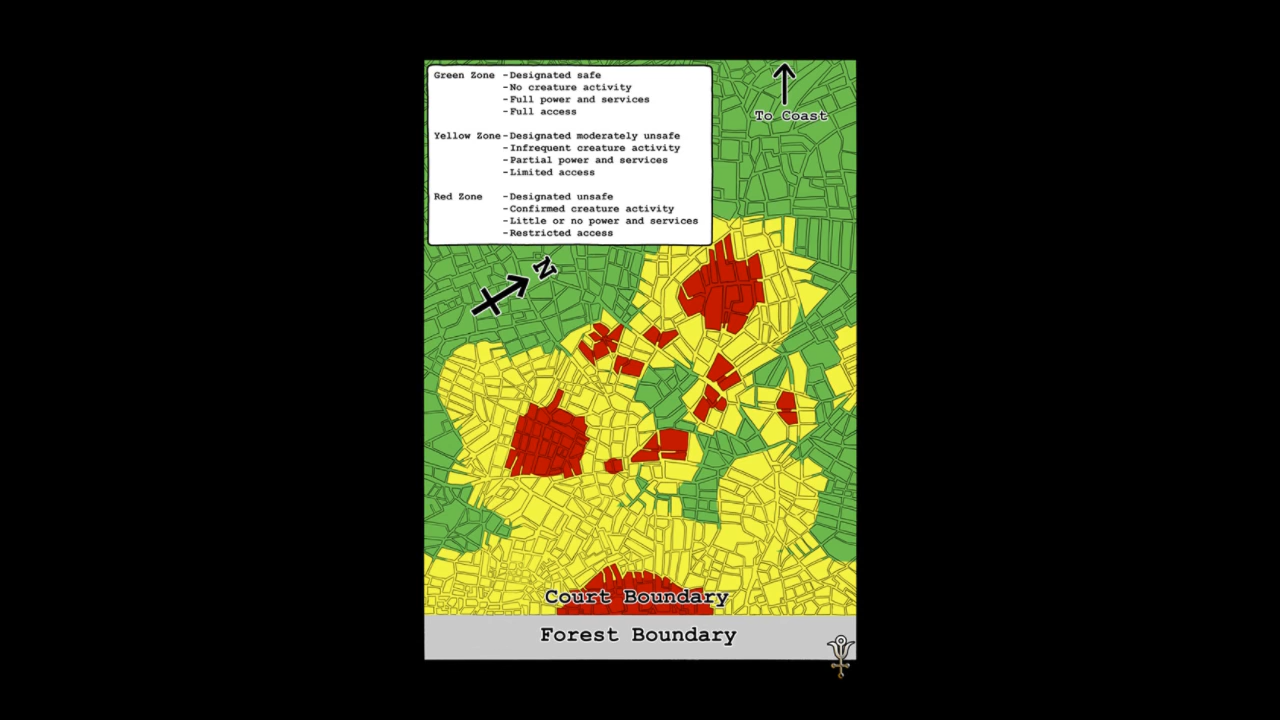 Green Zone -Designated safe
-No creature activity
-Full power and services
-Full access
Yellow Zone-Designated moderately unsafe
-Infrequent creature activity
-Partial power and services
-Limited access
Red Zone -Designated unsafe
-Confirmed creature activity
-Little or no power and services
-Restricted access
To Coast
N
Court Boundary
Forest Boundary